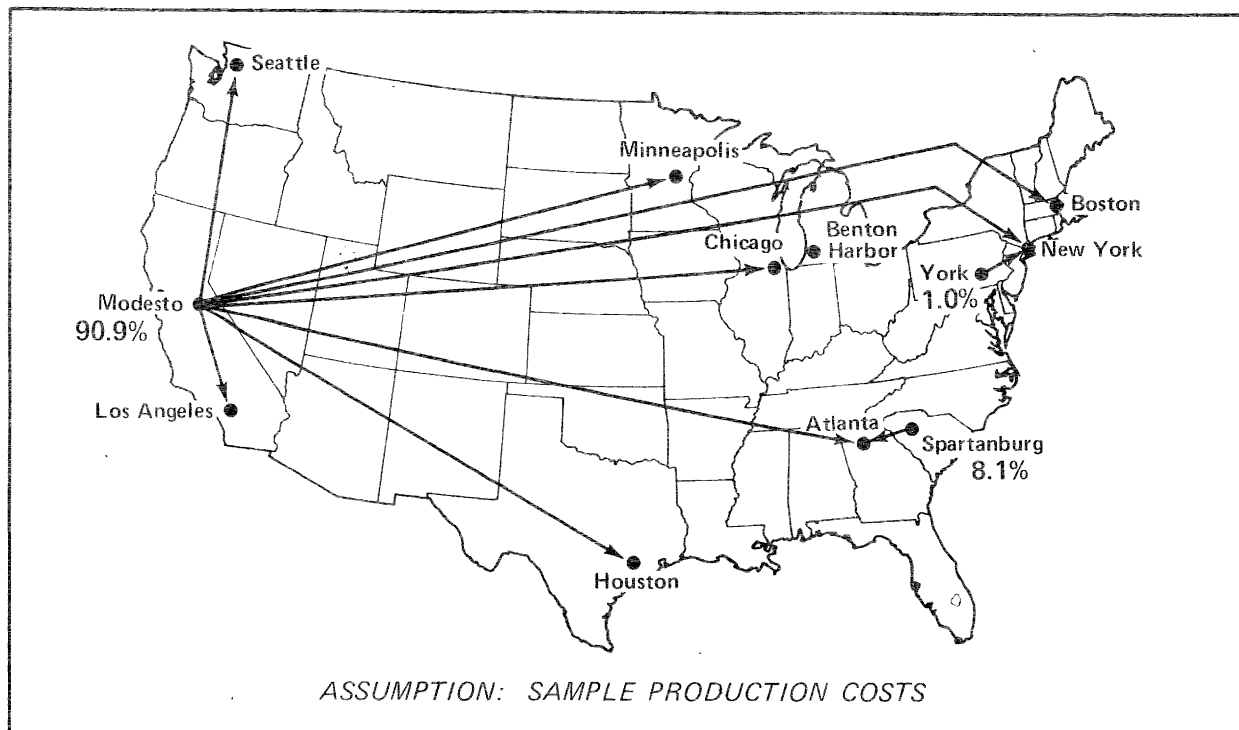 Seattle
Minneapolis
Boston
Chicago
Benton
Harbor
New York
York
1.0%
Modesto
90.9%
Los Angeles
Atlanta
Spartanburg
8.1%
Houston
ASSUMPTION: SAMPLE PRODUCTION COSTS